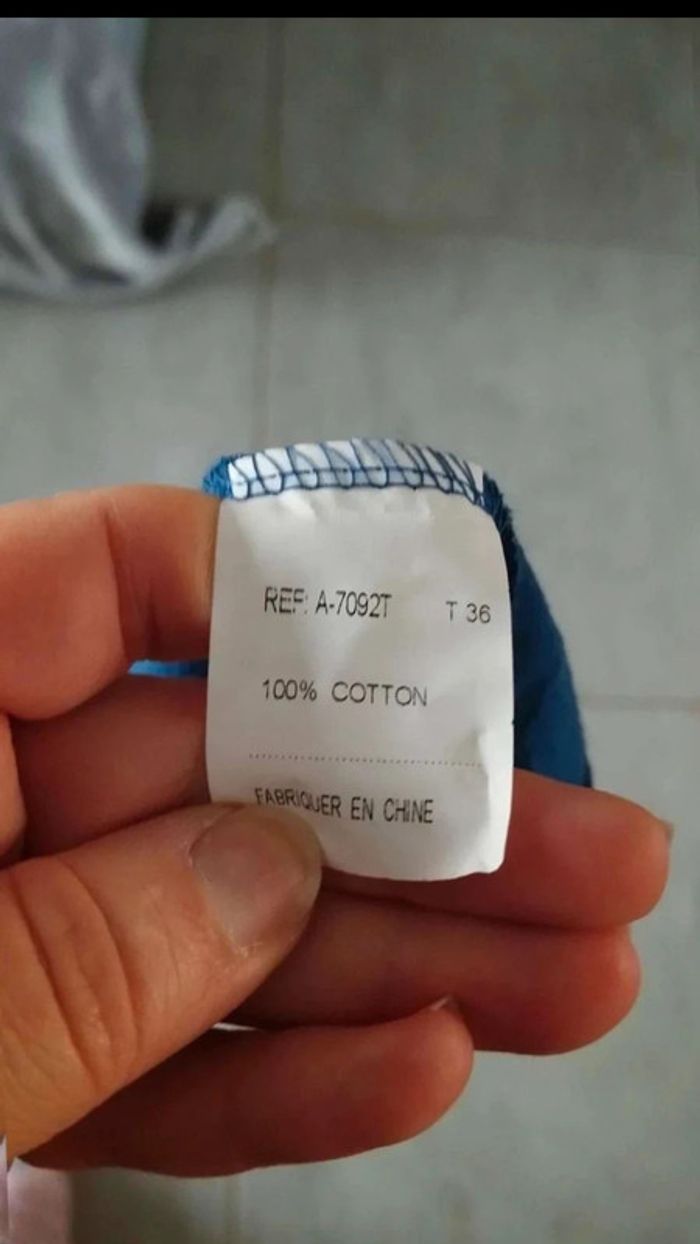 REF: A-7092T T 36
100% COTTON
FABRIQUER EN CHINE